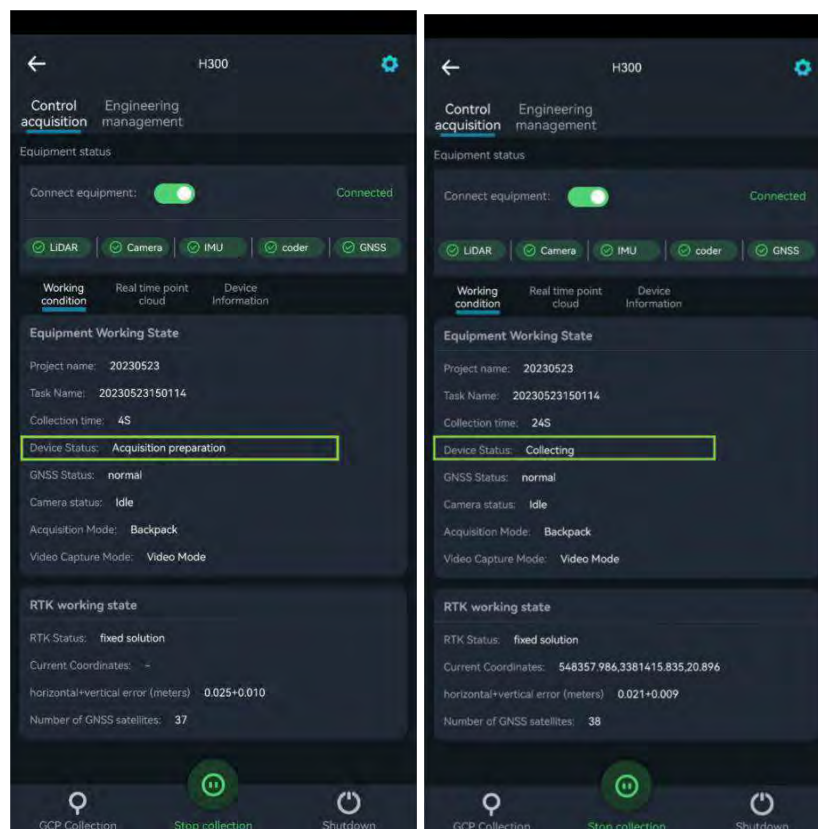 H300
Control acquisition
Engineering management
Equipment status
Connect equipment:
Connected
LiDAR
Camera
IMU
coder
GNSS
Working condition
Real time point cloud
Device Information
Equipment Working State
Project name: 20230523
Task Name: 20230523150114
Collection time: 4S
Device Status: Acquisition preparation
GNSS Status: normal
Camera status: Idle
Acquisition Mode: Backpack
Video Capture Mode: Video Mode
RTK working state
RTK Status: fixed solution
Current Coordinates: -
horizontal+vertical error (meters) 0.025+0.010
Number of GNSS satellites: 37
GCP Collection
Stop collection
Shutdown
H300
Control acquisition
Engineering management
Equipment status
Connect equipment:
Connected
LiDAR
Camera
IMU
coder
GNSS
Working condition
Real time point cloud
Device Information
Equipment Working State
Project name: 20230523
Task Name: 20230523150114
Collection time: 24S
Device Status: Collecting
GNSS Status: normal
Camera status: Idle
Acquisition Mode: Backpack
Video Capture Mode: Video Mode
RTK working state
RTK Status: fixed solution
Current Coordinates: 548357.986,3381415.835,20.896
horizontal+vertical error (meters) 0.021+0.009
Number of GNSS satellites: 38
GCP Collection
Stop collection
Shutdown